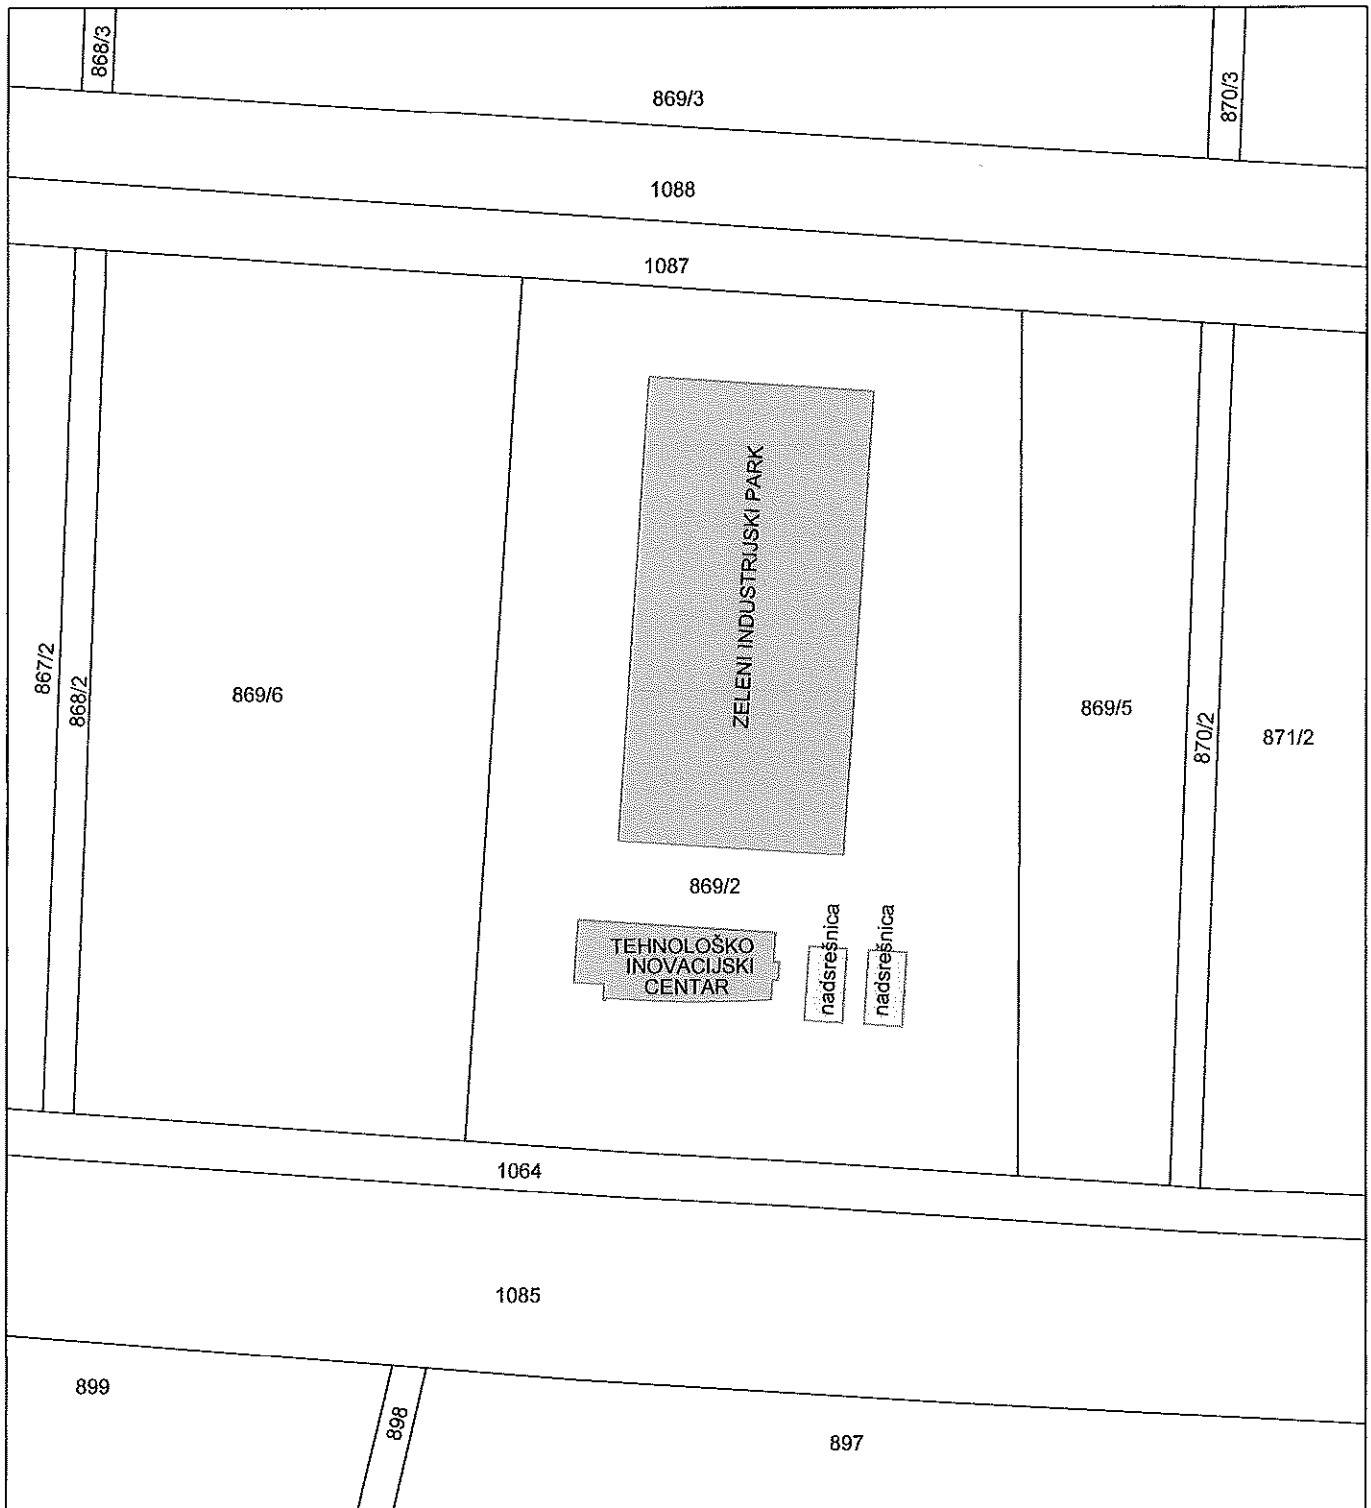 868/3
869/3
870/3
1088
1087
867/2
868/2
869/6
ZELENI INDUSTRIJSKI PARK
869/5
870/2
871/2
869/2
TEHNOLOŠKO
INOVACIJSKI
CENTAR
nadsrešnica
nadsrešnica
1064
1085
899
898
897